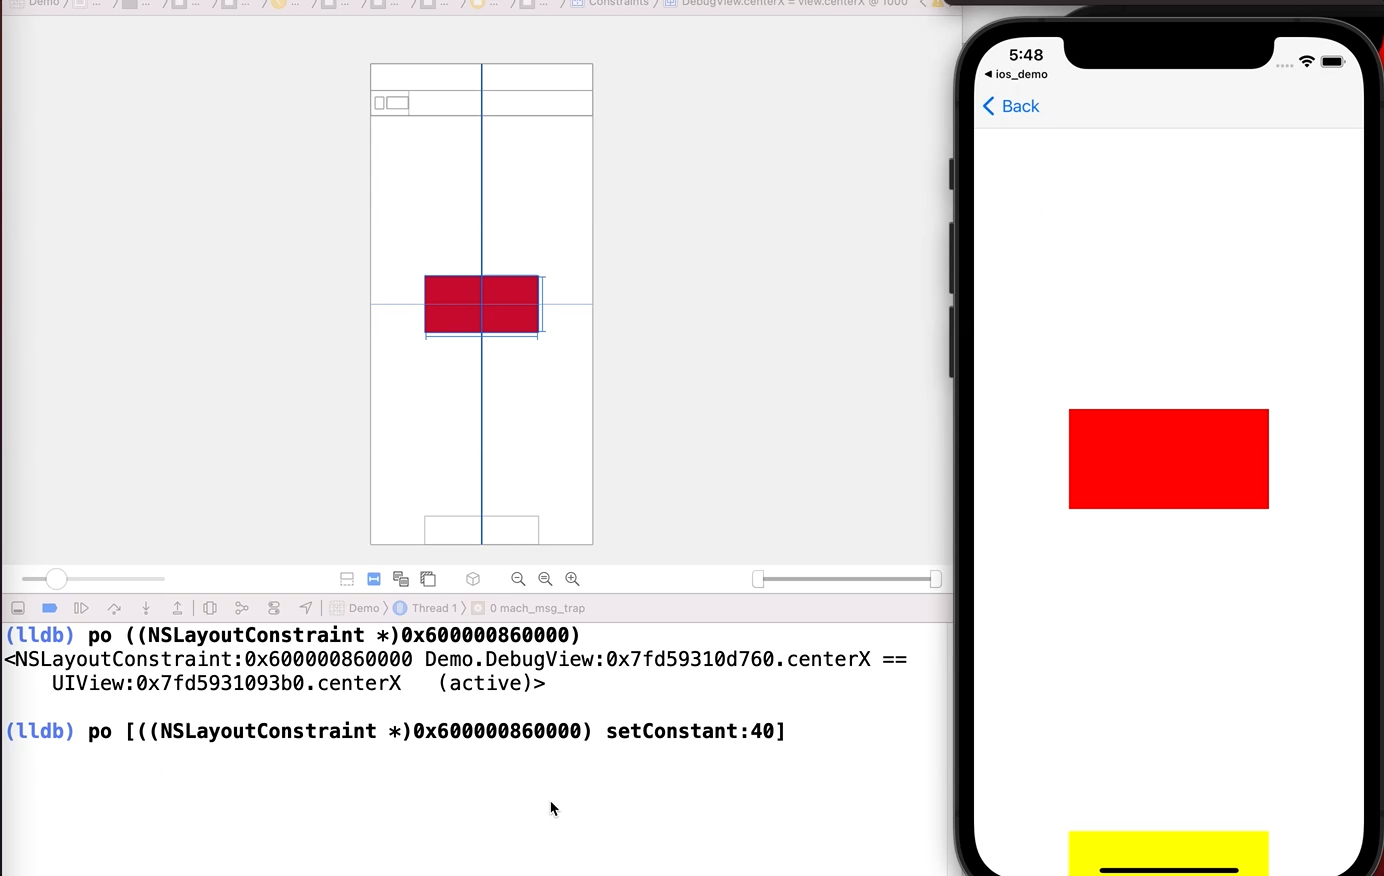 Demo
Constraints
DebugView.centerX = view.centerX @ 1000
5:48
ios_demo
Back
Demo
Thread 1
0 mach_msg_trap
(lldb) po ((NSLayoutConstraint *)0x600000860000)
<NSLayoutConstraint:0x600000860000 Demo.DebugView:0x7fd59310d760.centerX ==
UIView:0x7fd5931093b0.centerX (active)>
(lldb) po [((NSLayoutConstraint *)0x600000860000) setConstant:40]